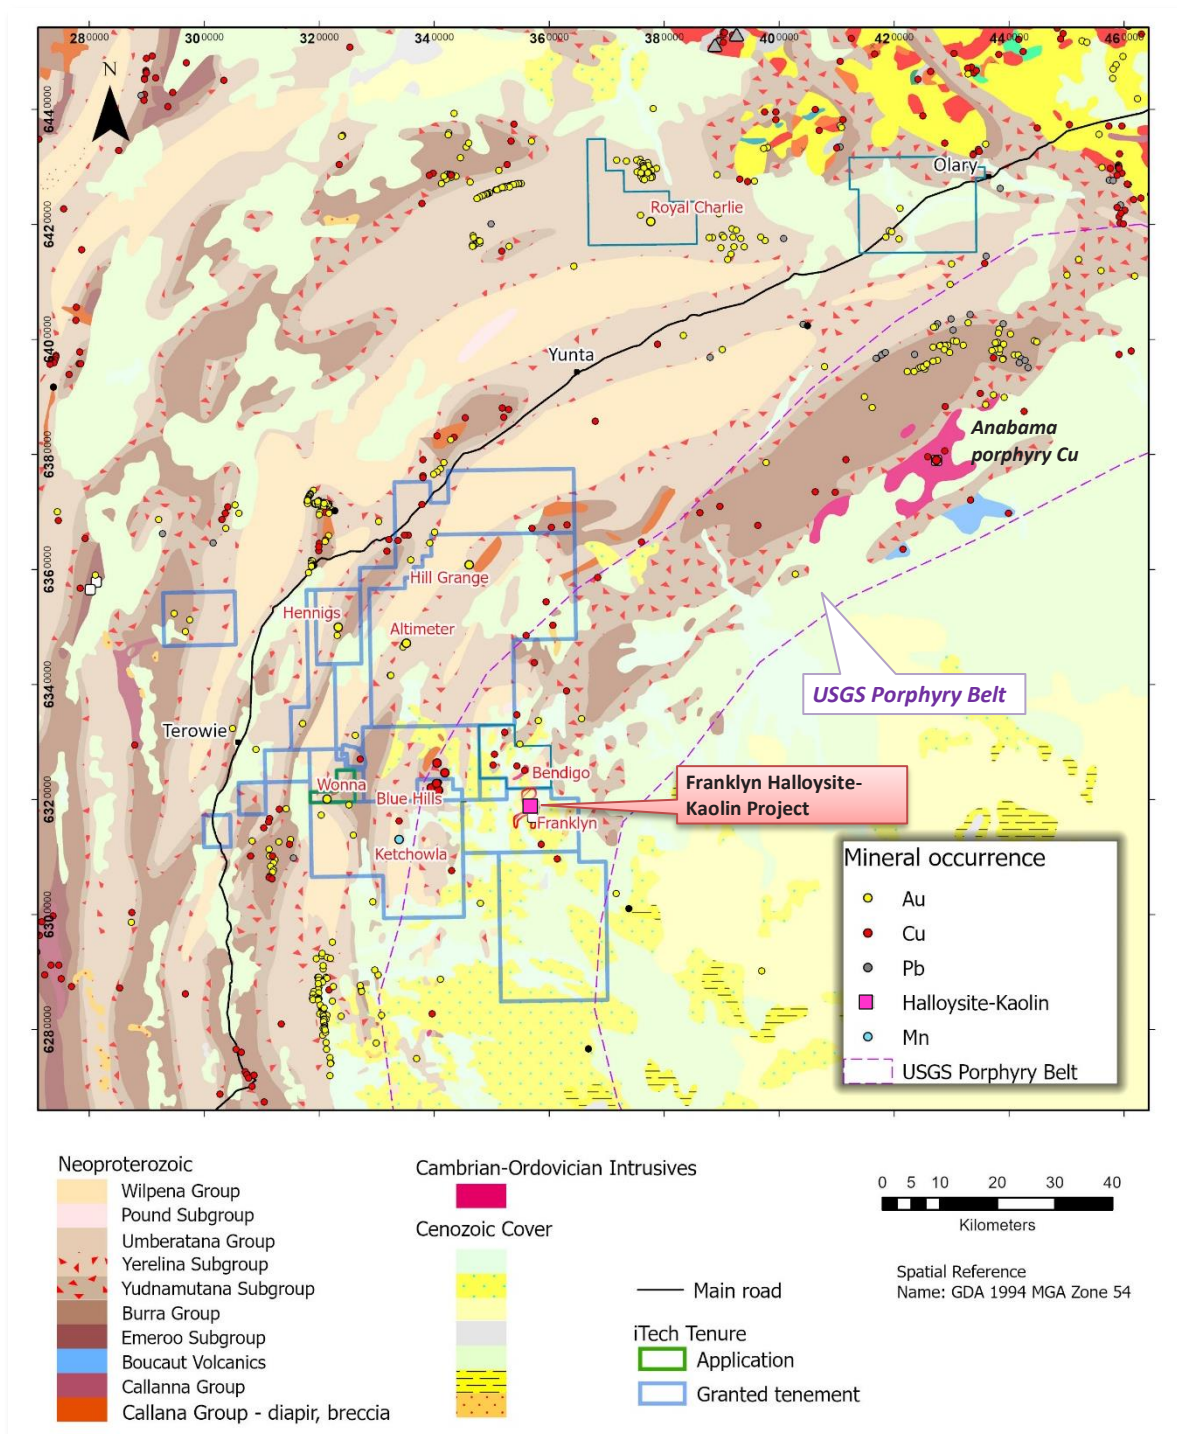 280000 300000 320000 340000 360000 380000 400000 420000 440000 460000
N
6440000
Olary
Royal Charlie
6420000
6400000
Yunta
Anabama
porphyry Cu
6380000
6360000
Hill Grange
Hennigs
Altimeter
6340000
USGS Porphyry Belt
Terowie
Bendigo
Wonna
Blue Hills
Franklyn Halloysite-
Kaolin Project
6320000
Franklyn
Ketchowla
6300000
6280000
Mineral occurrence
Au
Cu
Pb
Halloysite-Kaolin
Mn
USGS Porphyry Belt
Neoproterozoic
Wilpena Group
Pound Subgroup
Umberatana Group
Yerelina Subgroup
Yudnamutana Subgroup
Burra Group
Emeroo Subgroup
Boucaut Volcanics
Callanna Group
Callana Group - diapir, breccia
Cambrian-Ordovician Intrusives
Cenozoic Cover
Main road
iTech Tenure
Application
Granted tenement
0 5 10 20 30 40
Kilometers
Spatial Reference
Name: GDA 1994 MGA Zone 54